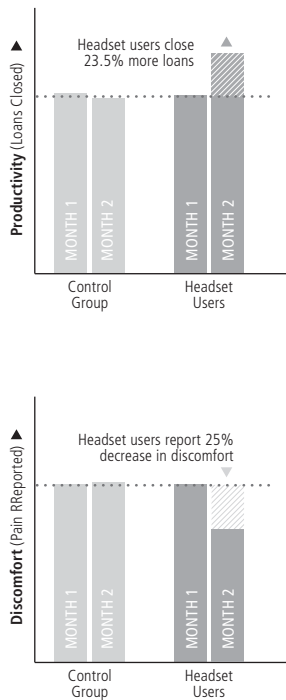 Headset users close
23.5% more loans
Productivity (Loans Closed)
MONTH 1
MONTH 2
MONTH 1
MONTH 2
Control
Group
Headset
Users
Headset users report 25%
decrease in discomfort
Discomfort (Pain RReported)
MONTH 1
MONTH 2
MONTH 1
MONTH 2
Control
Group
Headset
Users